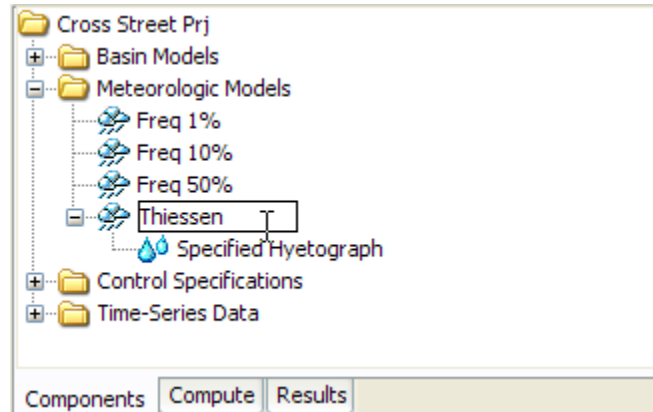 Cross Street Prj
Basin Models
Meteorologic Models
Freq 1%
Freq 10%
Freq 50%
Thiessen
Specified Hyetograph
Control Specifications
Time-Series Data
Components Compute Results